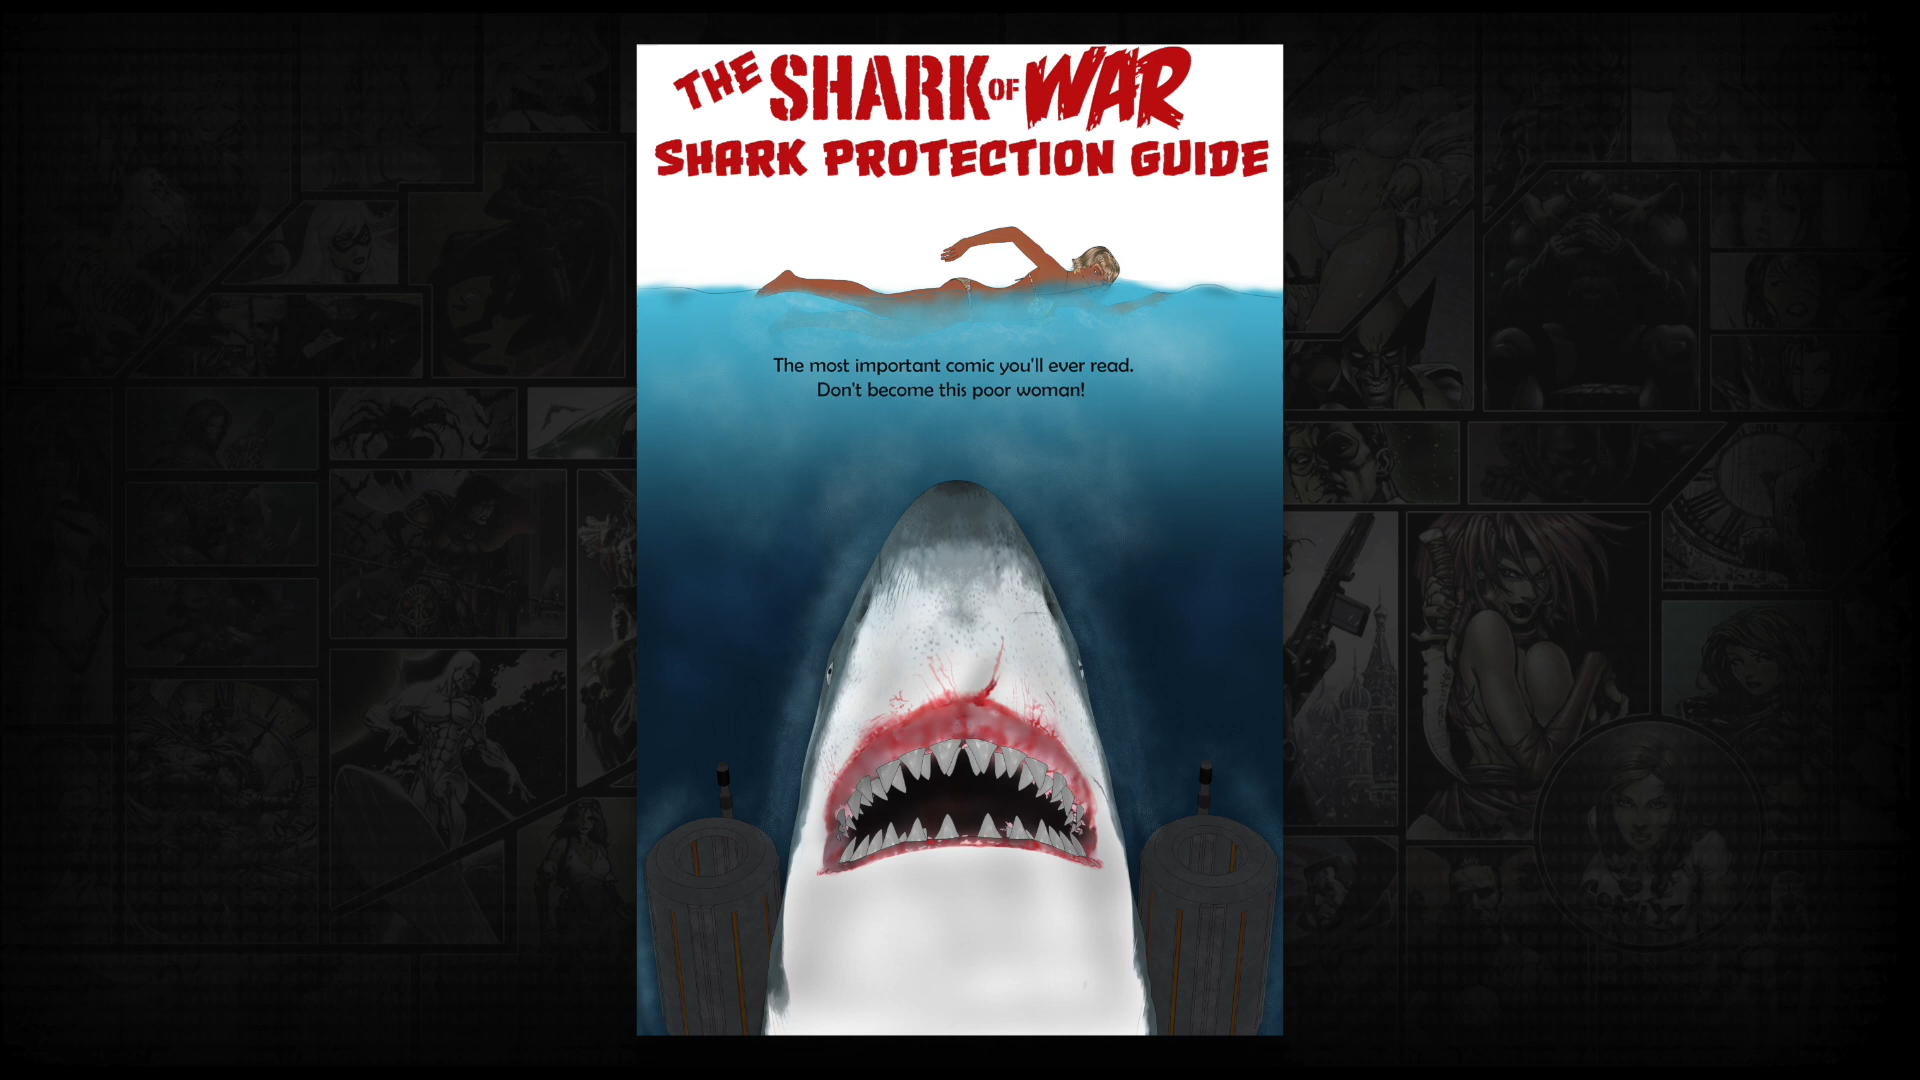 THE SHARK OF WAR
SHARK PROTECTION GUIDE
The most important comic you'll ever read.
Don't become this poor woman!